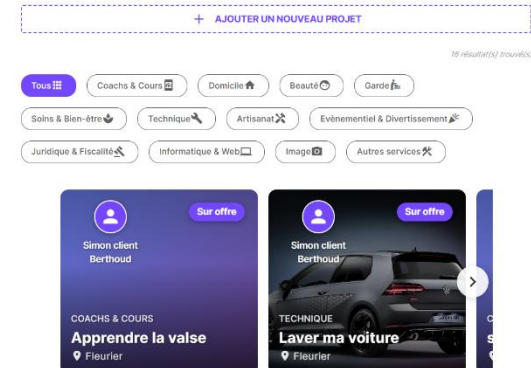 + AJOUTER UN NOUVEAU PROJET
16 résultat(s) trouvé(s)
Tous
Coachs & Cours
Domicile
Beauté
Garde
Soins & Bien-être
Technique
Artisanat
Evènementiel & Divertissement
Juridique & Fiscalité
Informatique & Web
Image
Autres services
Sur offre
Simon client
Berthoud
COACHS & COURS
Apprendre la valse
Fleurier
Sur offre
Simon client
Berthoud
TECHNIQUE
Laver ma voiture
Fleurier